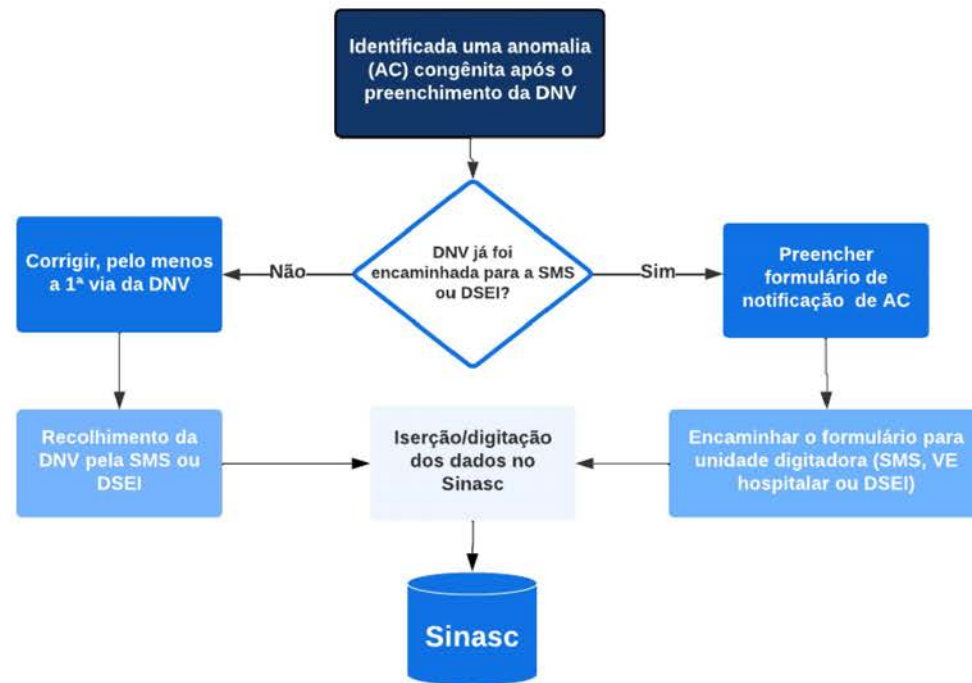 Identificada uma anomalia
(AC) congênita após o
preenchimento da DNV
DNV já foi
encaminhada para a SMS
ou DSEI?
Não
Sim
Corrigir, pelo menos
a 1ª via da DNV
Preencher
formulário de
notificação de AC
Recolhimento da
DNV pela SMS ou
DSEI
Iserção/digitação
dos dados no
Sinasc
Encaminhar o formulário para
unidade digitadora (SMS, VE
hospitalar ou DSEI)
Sinasc